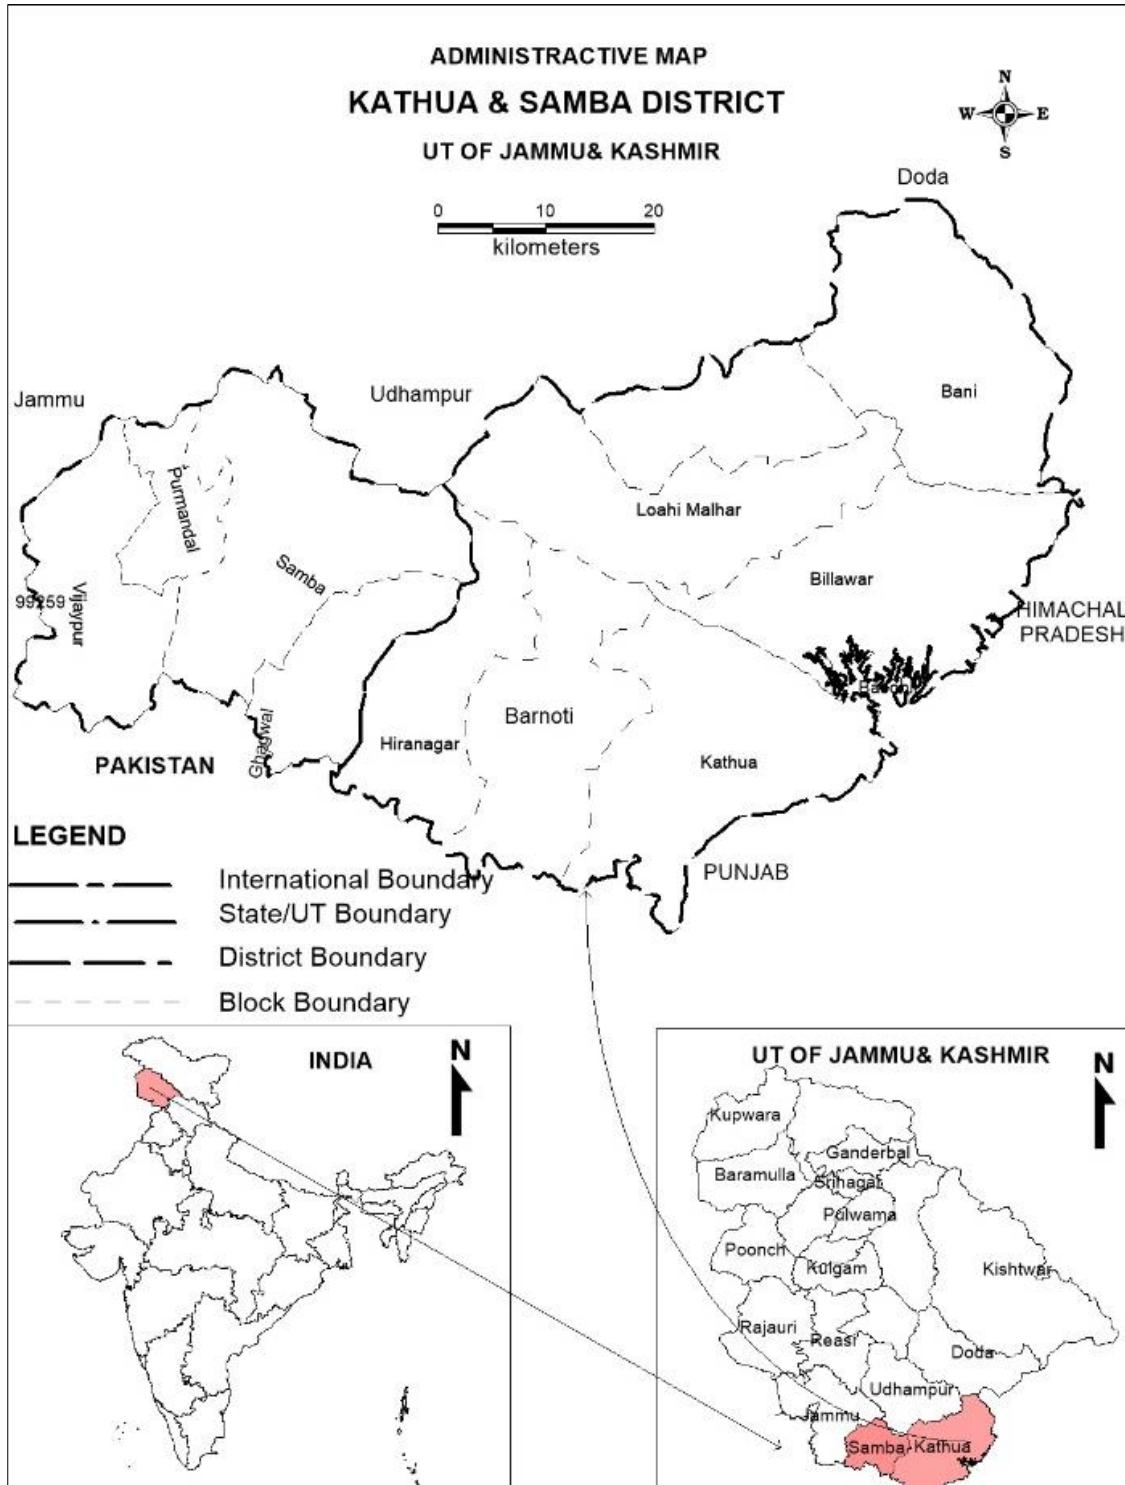 ADMINISTRACTIVE MAP
KATHUA & SAMBA DISTRICT
UT OF JAMMU& KASHMIR
N
W E
S
0 10 20
kilometers
Doda
Jammu
Udhampur
Bani
Purmandal
Loahi Malhar
Samba
Billawar
99259
Vijaypur
HIMACHAL
PRADESH
Barnoti
Hiranagar
Ghagwal
Kathua
PAKISTAN
PUNJAB
LEGEND
International Boundary
State/UT Boundary
District Boundary
Block Boundary
INDIA
N
UT OF JAMMU& KASHMIR
N
Kupwara
Ganderbal
Baramulla
Srinagar
Pulwama
Poonch
Kulgam
Kishtwar
Rajauri
Reasi
Doda
Udhampur
Jammu
Samba
Kathua